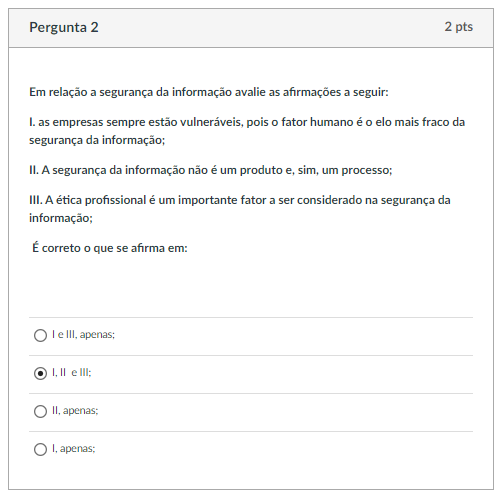 Pergunta 2
2 pts
Em relação a segurança da informação avalie as afirmações a seguir:
I. as empresas sempre estão vulneráveis, pois o fator humano é o elo mais fraco da
segurança da informação;
II. A segurança da informação não é um produto e, sim, um processo;
III. A ética profissional é um importante fator a ser considerado na segurança da
informação;
É correto o que se afirma em:
I e III, apenas;
I, II e III;
II, apenas;
I, apenas;